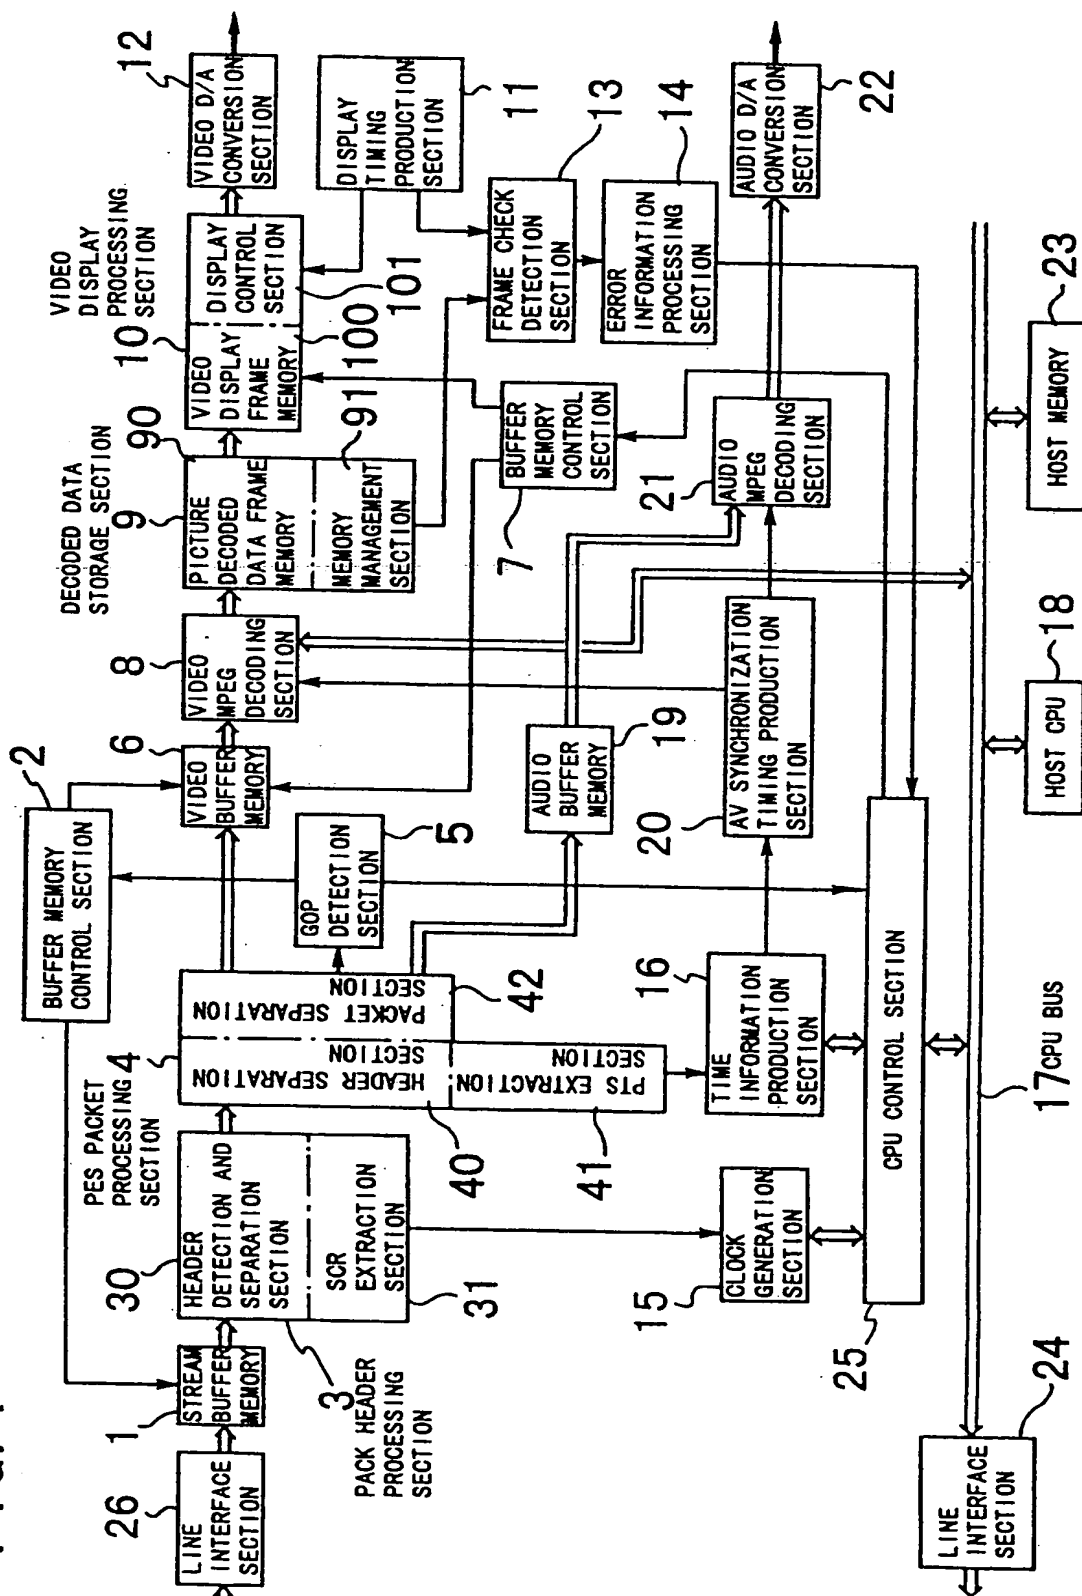 26
LINE
INTERFACE
SECTION
1
STREAM
BUFFER
MEMORY
2
BUFFER MEMORY
CONTROL SECTION
3
PACK HEADER
PROCESSING
SECTION
30
HEADER
DETECTION AND
SEPARATION
SECTION
SCR
EXTRACTION
SECTION
31
PES PACKET
PROCESSING
SECTION
4
HEADER SEPARATION
SECTION
40
PTS EXTRACTION
SECTION
41
PACKET SEPARATION
SECTION
42
GOP
DETECTION
SECTION
5
6
VIDEO
BUFFER
MEMORY
8
VIDEO
MPEG
DECODING
SECTION
DECODED DATA
STORAGE SECTION
9
90
PICTURE
DECODED
DATA FRAME
MEMORY
MEMORY
MANAGEMENT
SECTION
91
VIDEO
DISPLAY
PROCESSING
SECTION
10
VIDEO
DISPLAY
FRAME
MEMORY
100
DISPLAY
CONTROL
SECTION
101
12
VIDEO D/A
CONVERSION
SECTION
DISPLAY
TIMING
PRODUCTION
SECTION
11
FRAME CHECK
DETECTION
SECTION
13
ERROR
INFORMATION
PROCESSING
SECTION
14
BUFFER
MEMORY
CONTROL
SECTION
7
AUDIO
BUFFER
MEMORY
19
21
AUDIO
MPEG
DECODING
SECTION
AUDIO D/A
CONVERSION
SECTION
22
15
CLOCK
GENERATION
SECTION
16
TIME
INFORMATION
PRODUCTION
SECTION
20
AV SYNCHRONIZATION
TIMING PRODUCTION
SECTION
CPU CONTROL SECTION
25
17 CPU BUS
LINE
INTERFACE
SECTION
24
HOST CPU
18
HOST MEMORY
23